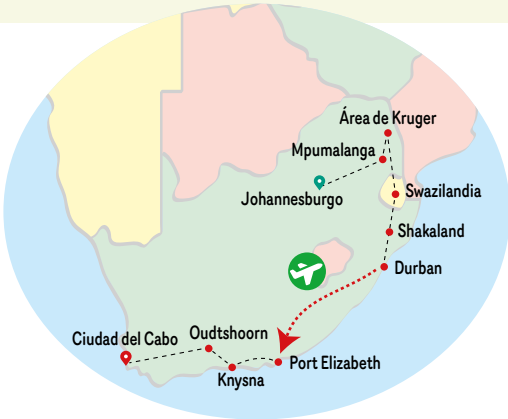 Área de Kruger
Mpumalanga
Johannesburgo
Swazilandia
Shakaland
Durban
Ciudad del Cabo
Oudtshoorn
Port Elizabeth
Knysna